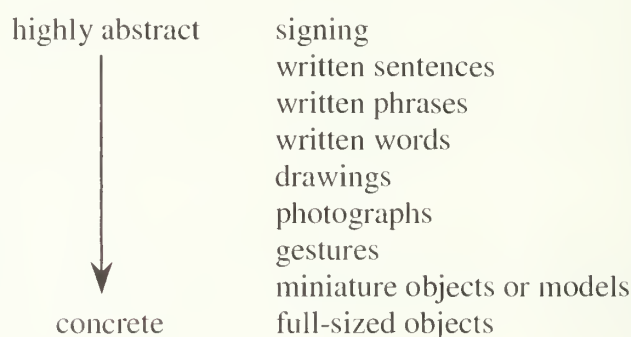 highly abstract signing
written sentences
written phrases
written words
drawings
photographs
gestures
miniature objects or models
concrete full-sized objects